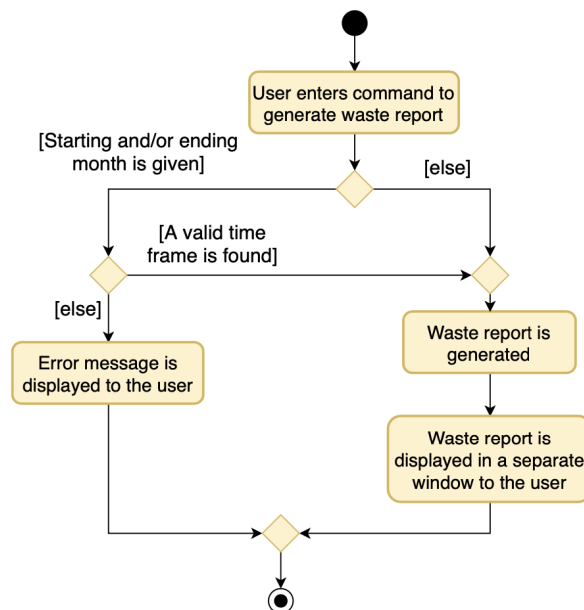 User enters command to
generate waste report
[Starting and/or ending
month is given]
[else]
[A valid time
frame is found]
[else]
Waste report is
generated
Error message is
displayed to the user
Waste report is
displayed in a separate
window to the user